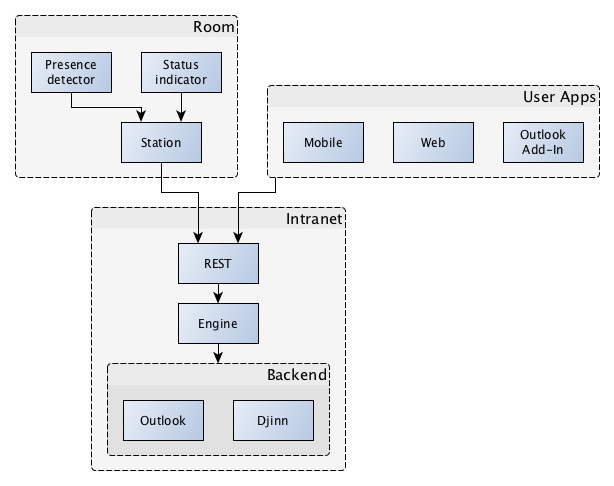 Room
Presence
detector
Status
indicator
Station
User Apps
Mobile
Web
Outlook
Add-In
Intranet
REST
Engine
Backend
Outlook
Djinn